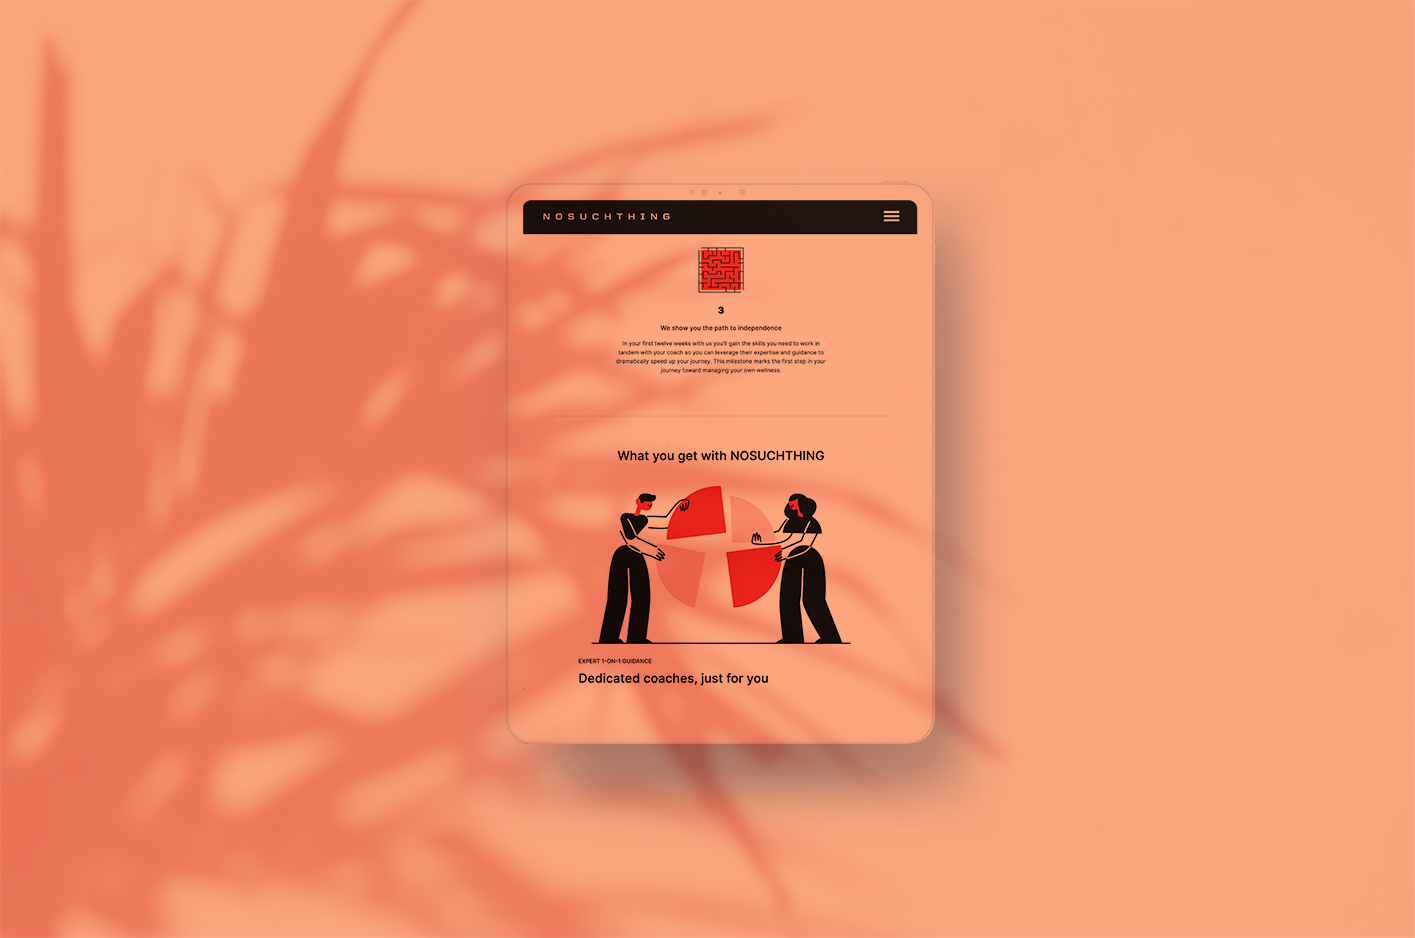 NOSUCHTHING
3
We show you the path to independence
In your first twelve weeks with us you'll gain the skills you need to work in
tandem with your coach so you can leverage their expertise and guidance to
dramatically speed up your journey. This milestone marks the first step in your
journey toward managing your own wellness.
What you get with NOSUCHTHING
EXPERT 1-ON-1 GUIDANCE
Dedicated coaches, just for you